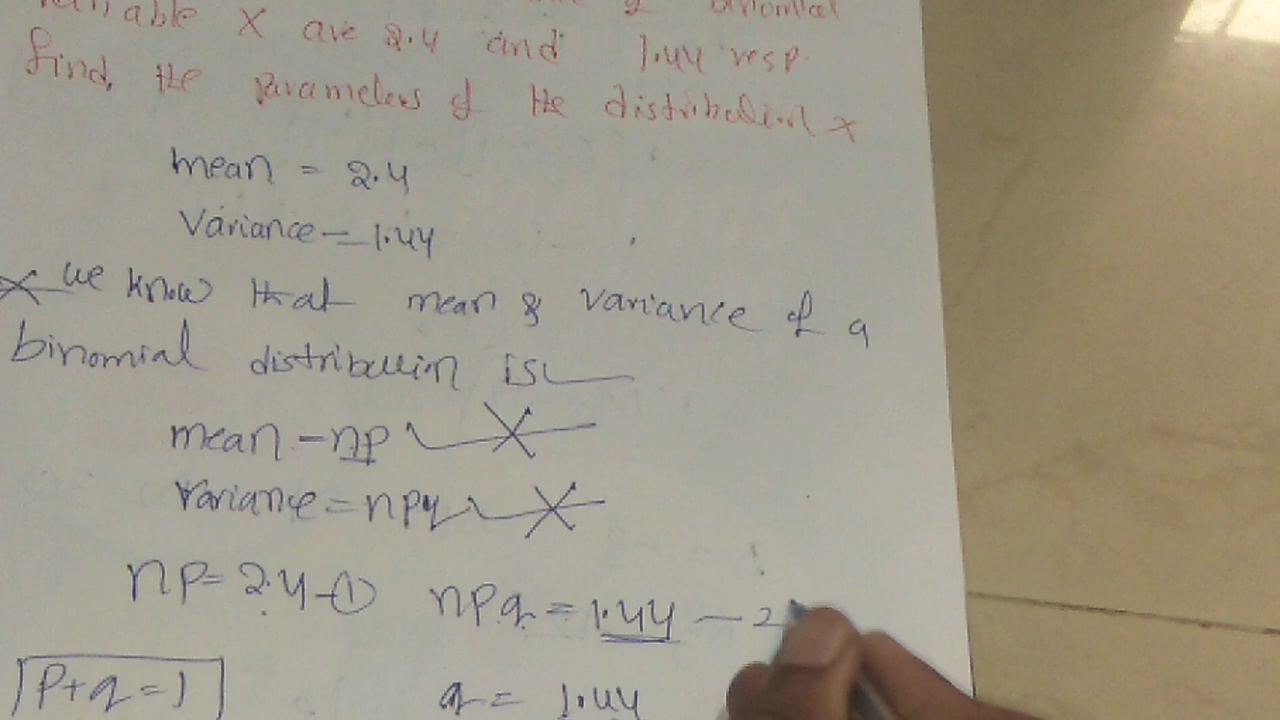 X are 2.4 and 1.44 resp.
find, the parameters of the distribution x
mean = 2.4
Variance = 1.44
we know that mean & variance of a
binomial distribution is
mean = np
Variance = npq
np = 2.4 - ① npq = 1.44 - 2
p+q=1 q = 1.44